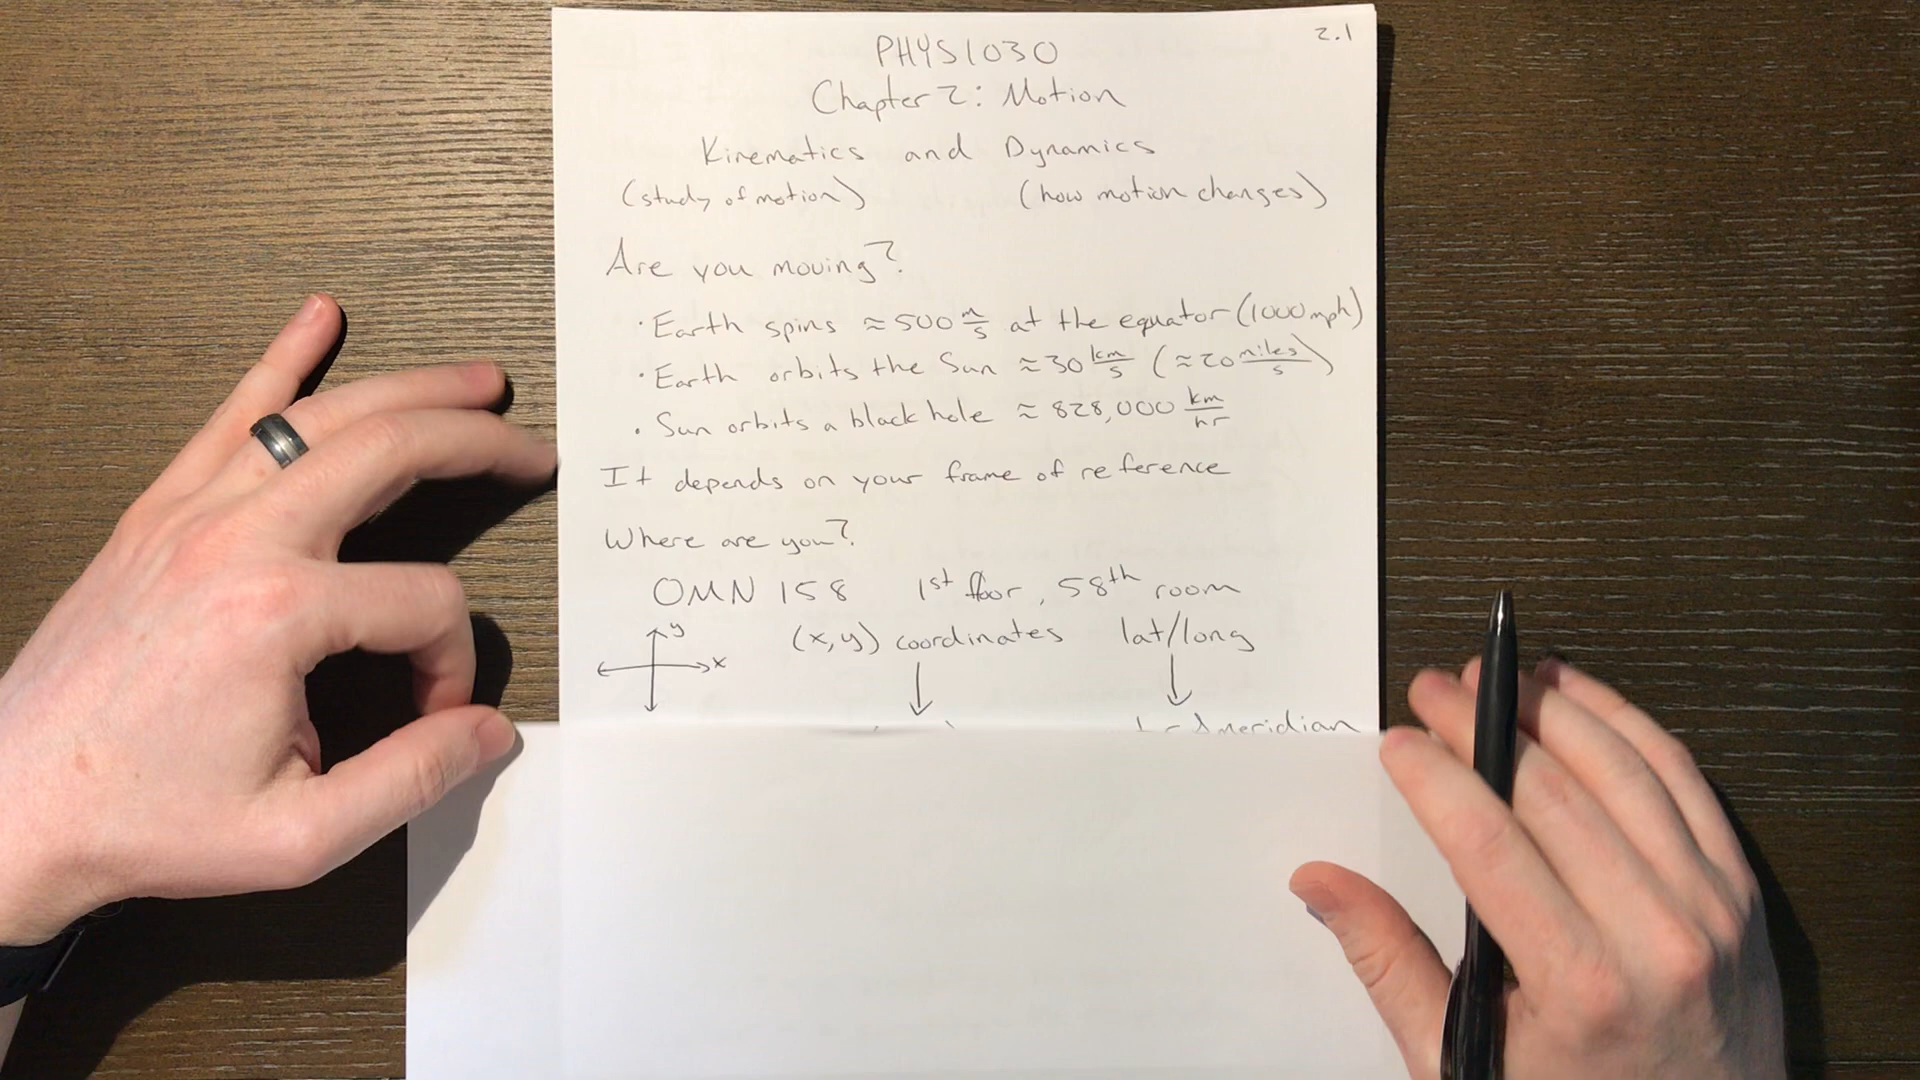 2.1
PHYS1030
Chapter 2: Motion
Kinematics and Dynamics
(study of motion) (how motion changes)
Are you moving?
· Earth spins ≈ 500 m/s at the equator (1000 mph)
· Earth orbits the Sun ≈ 30 km/s (≈ 20 miles/s)
· Sun orbits a black hole ≈ 828,000 km/hr
It depends on your frame of reference
Where are you?
OMN 158 1st floor, 58th room
y
(x,y) coordinates lat/long
x
meridian